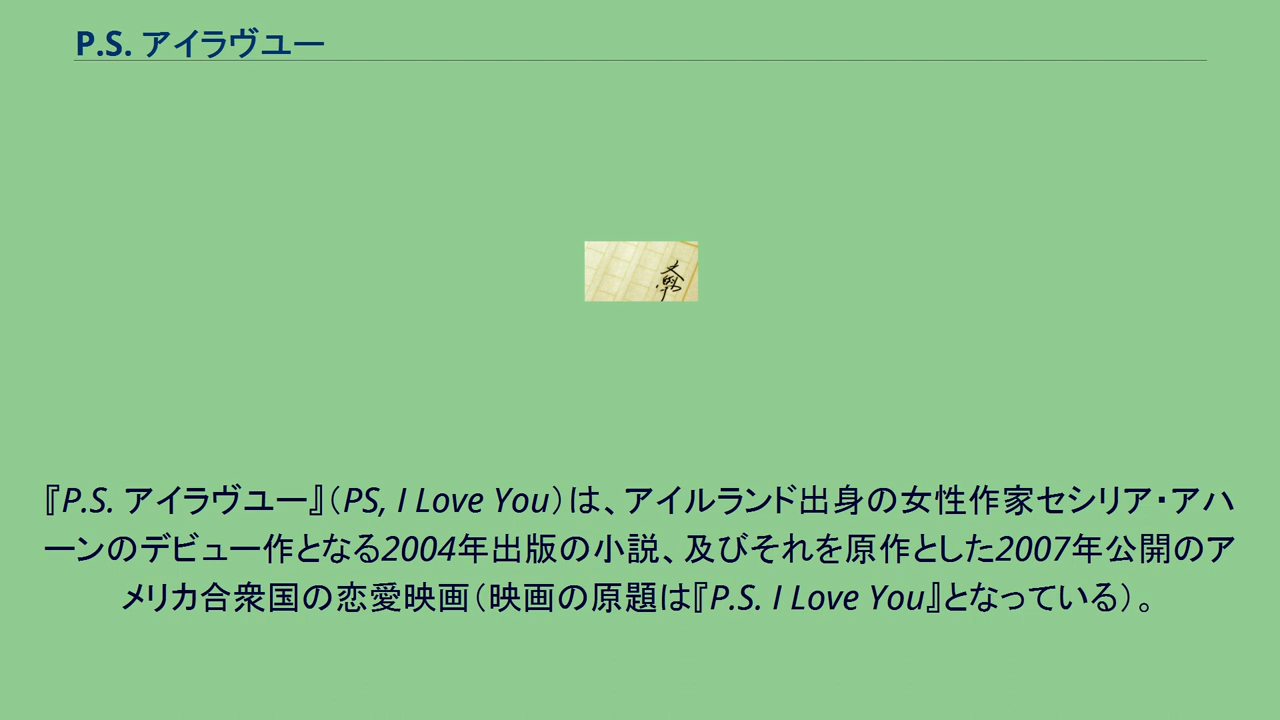 P.S. アイラヴユー
『P.S. アイラヴユー』（PS, I Love You）は、アイルランド出身の女性作家セシリア・アハ
ーンのデビュー作となる2004年出版の小説、及びそれを原作とした2007年公開のア
メリカ合衆国の恋愛映画（映画の原題は『P.S. I Love You』となっている）。